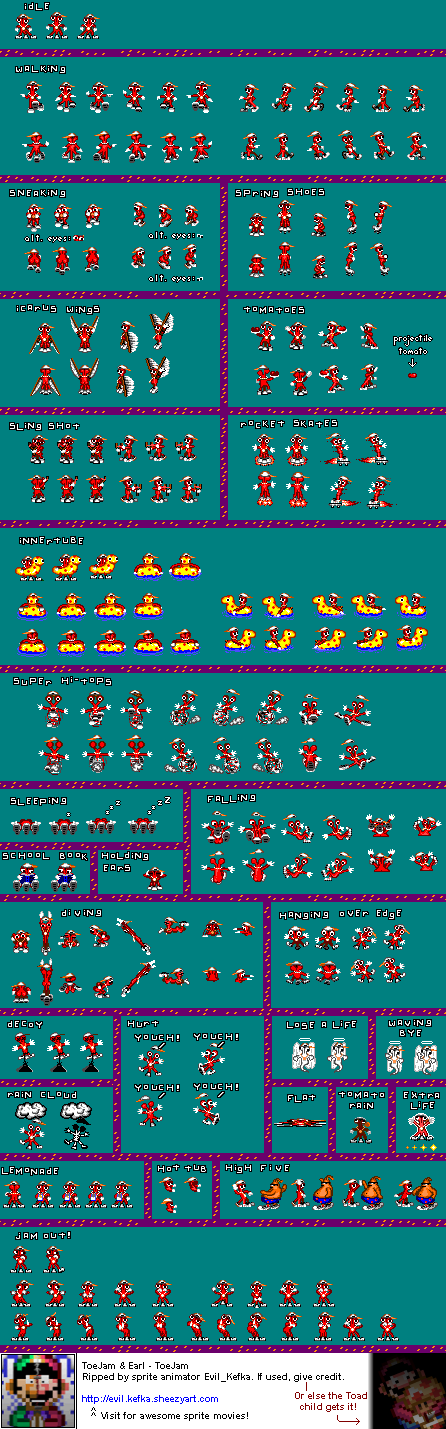 iDLE
WALKiNG
SNEAKiNG
SPRiNG SHOES
alt. eyes:
alt. eyes:
alt. eyes:
iCARUS WiNGS
TOMATOES
projectile
tomato
SLiNG SHOT
ROCKET SKATES
iNNERTUBE
SUPER Hi-TOPS
SLEEPiNG
z
z z
z z Z
FALLiNG
SCHOOL BOOK
HOLDiNG
EARS
DiViNG
HANGiNG OVER EDGE
DECOY
HURT
YOUCH!
YOUCH!
YOUCH!
YOUCH!
LOSE A LiFE
WAViNG
BYE
RAiN CLOUD
FLAT
TOMATO
RAiN
EXTRA
LiFE
LEMONADE
HOT TUB
HiGH FiVE
JAM OUT!
ToeJam & Earl - ToeJam
Ripped by sprite animator Evil_Kefka. If used, give credit.
Or else the Toad
child gets it!
http://evil.kefka.sheezyart.com
^ Visit for awesome sprite movies!